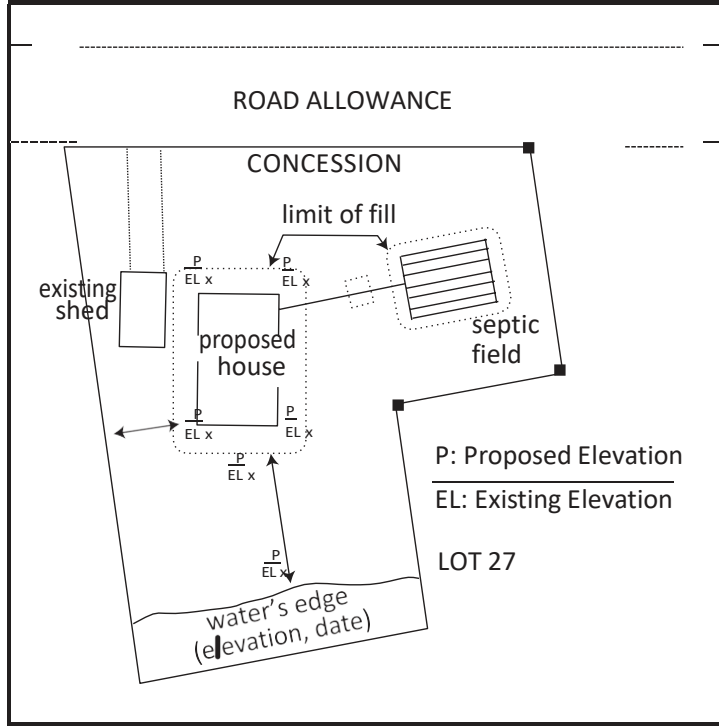 ROAD ALLOWANCE
CONCESSION
limit of fill
P
EL x
P
EL x
existing
shed
septic
field
proposed
house
P
EL x
P
EL x
P
EL x
P: Proposed Elevation
EL: Existing Elevation
P
EL x
LOT 27
water's edge
(elevation, date)